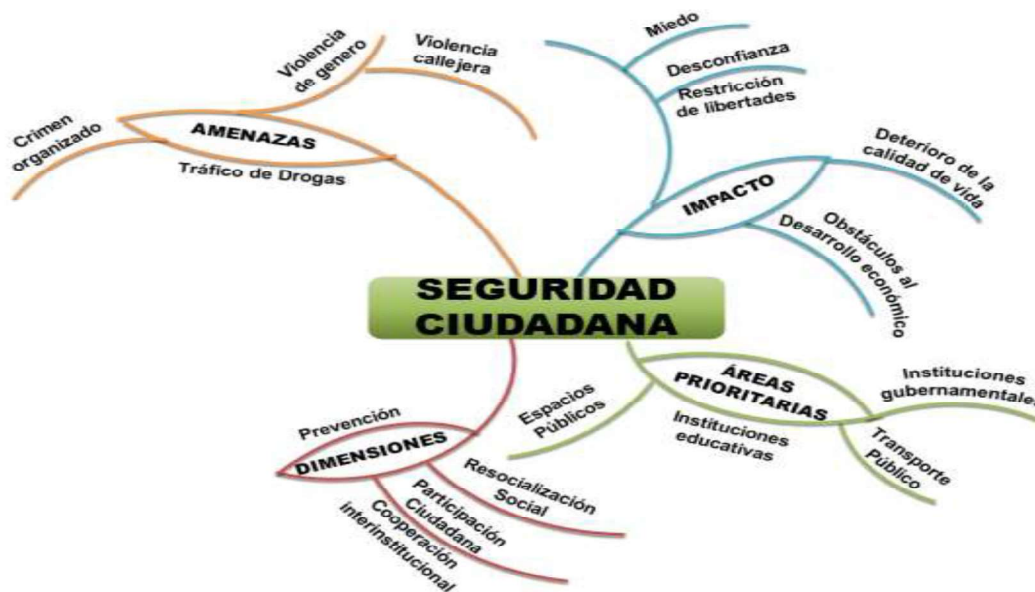 Violencia
de genero
Violencia
callejera
Crimen
organizado
AMENAZAS
Tráfico de Drogas
Miedo
Desconfianza
Restricción
de libertades
IMPACTO
Deterioro de la
calidad de vida
Obstáculos al
Desarrollo económico
SEGURIDAD
CIUDADANA
ÁREAS
PRIORITARIAS
Instituciones
gubernamentales
Espacios
Públicos
Instituciones
educativas
Transporte
Público
Prevención
DIMENSIONES
Resocialización
Social
Participación
Ciudadana
Cooperación
interinstitucional